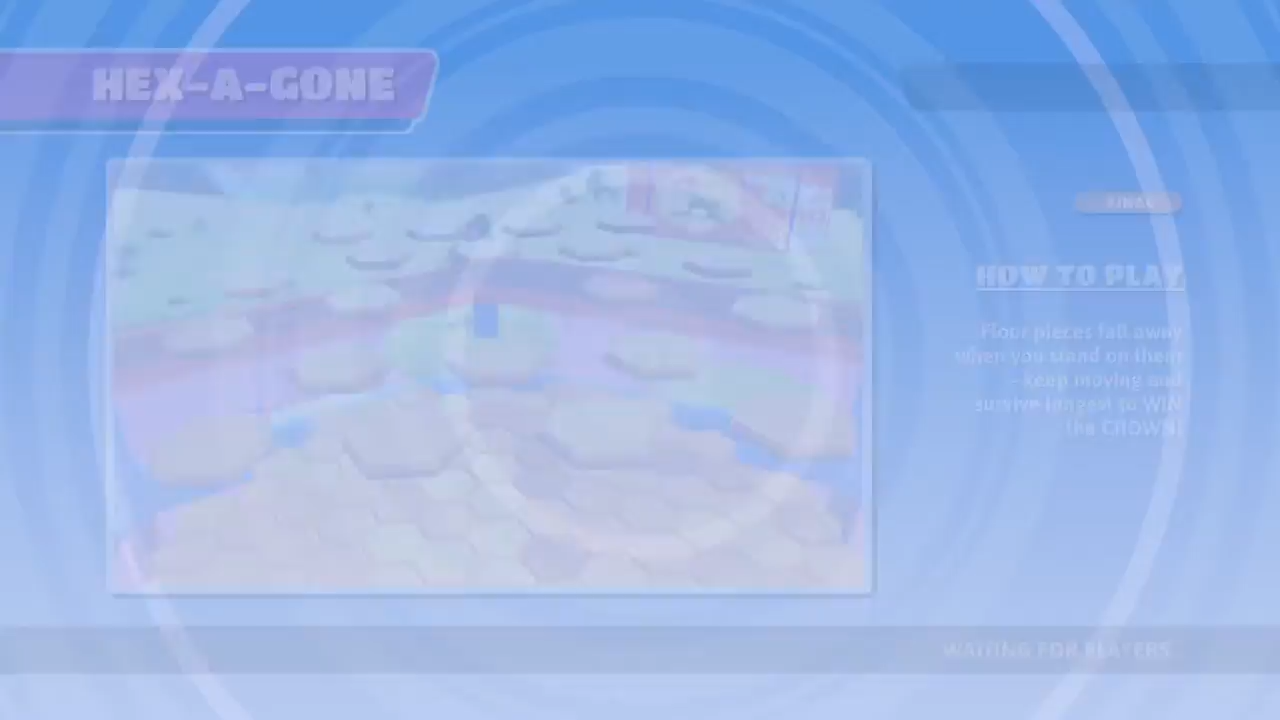 HEX-A-GONE
FINAL
HOW TO PLAY
Floor pieces fall away
when you stand on them
- keep moving and
survive longest to WIN
the CROWN!
WAITING FOR PLAYERS